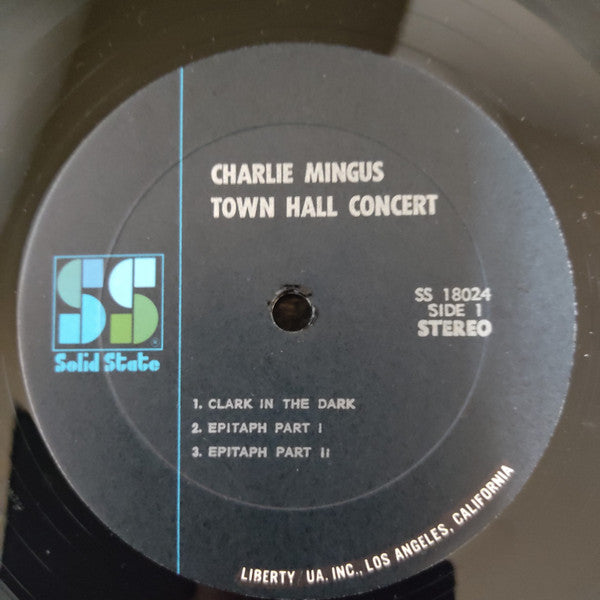 CHARLIE MINGUS
TOWN HALL CONCERT
SS
Solid State
SS 18024
SIDE 1
STEREO
1. CLARK IN THE DARK
2. EPITAPH PART I
3. EPITAPH PART II
LIBERTY/UA, INC., LOS ANGELES, CALIFORNIA